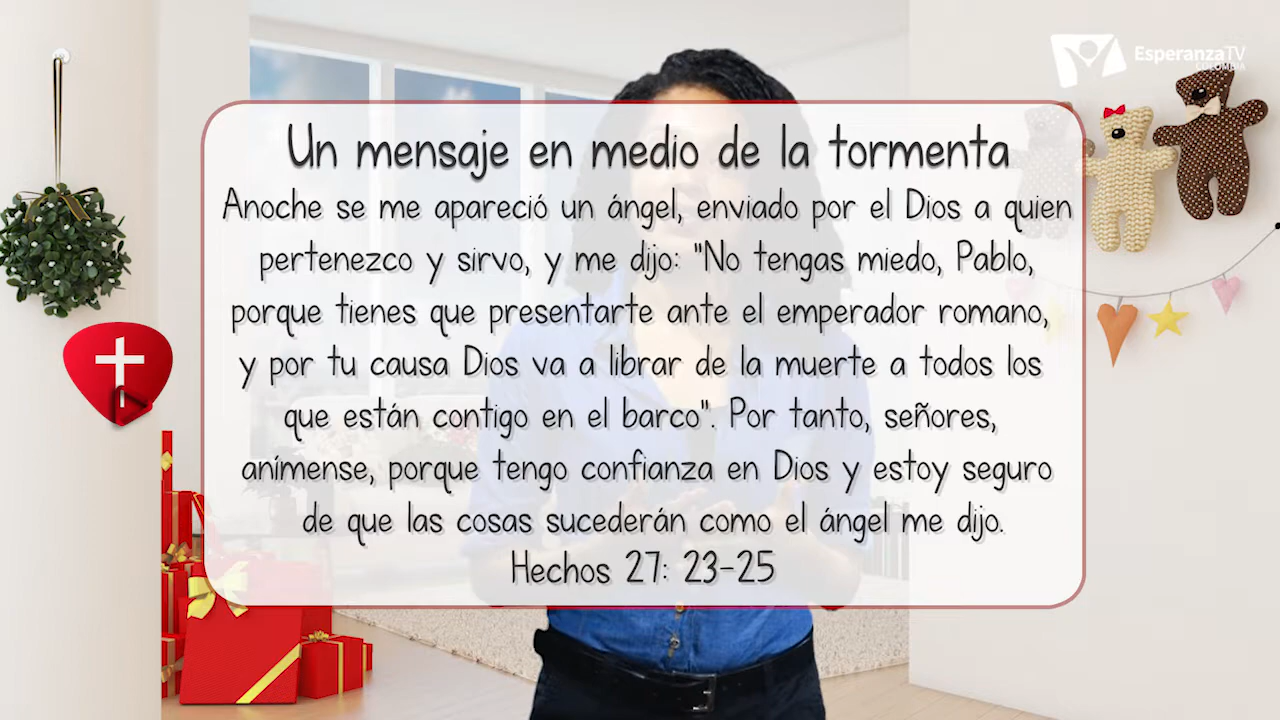 EsperanzaTV
COLOMBIA
Un mensaje en medio de la tormenta
Anoche se me apareció un ángel, enviado por el Dios a quien
pertenezco y sirvo, y me dijo: "No tengas miedo, Pablo,
porque tienes que presentarte ante el emperador romano,
y por tu causa Dios va a librar de la muerte a todos los
que están contigo en el barco". Por tanto, señores,
anímense, porque tengo confianza en Dios y estoy seguro
de que las cosas sucederán como el ángel me dijo.
Hechos 27: 23-25